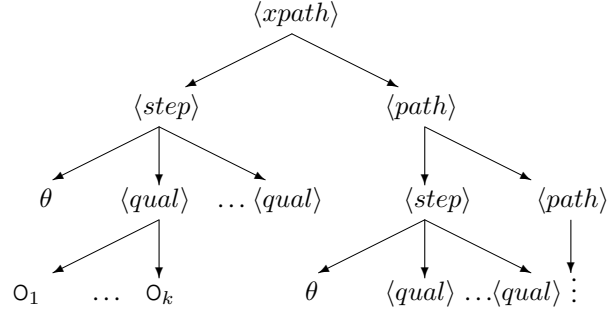 ⟨xpath⟩
⟨step⟩ ⟨path⟩
θ ⟨qual⟩ … ⟨qual⟩ ⟨step⟩ ⟨path⟩
O₁ … Oₖ θ ⟨qual⟩ …⟨qual⟩ ⋮